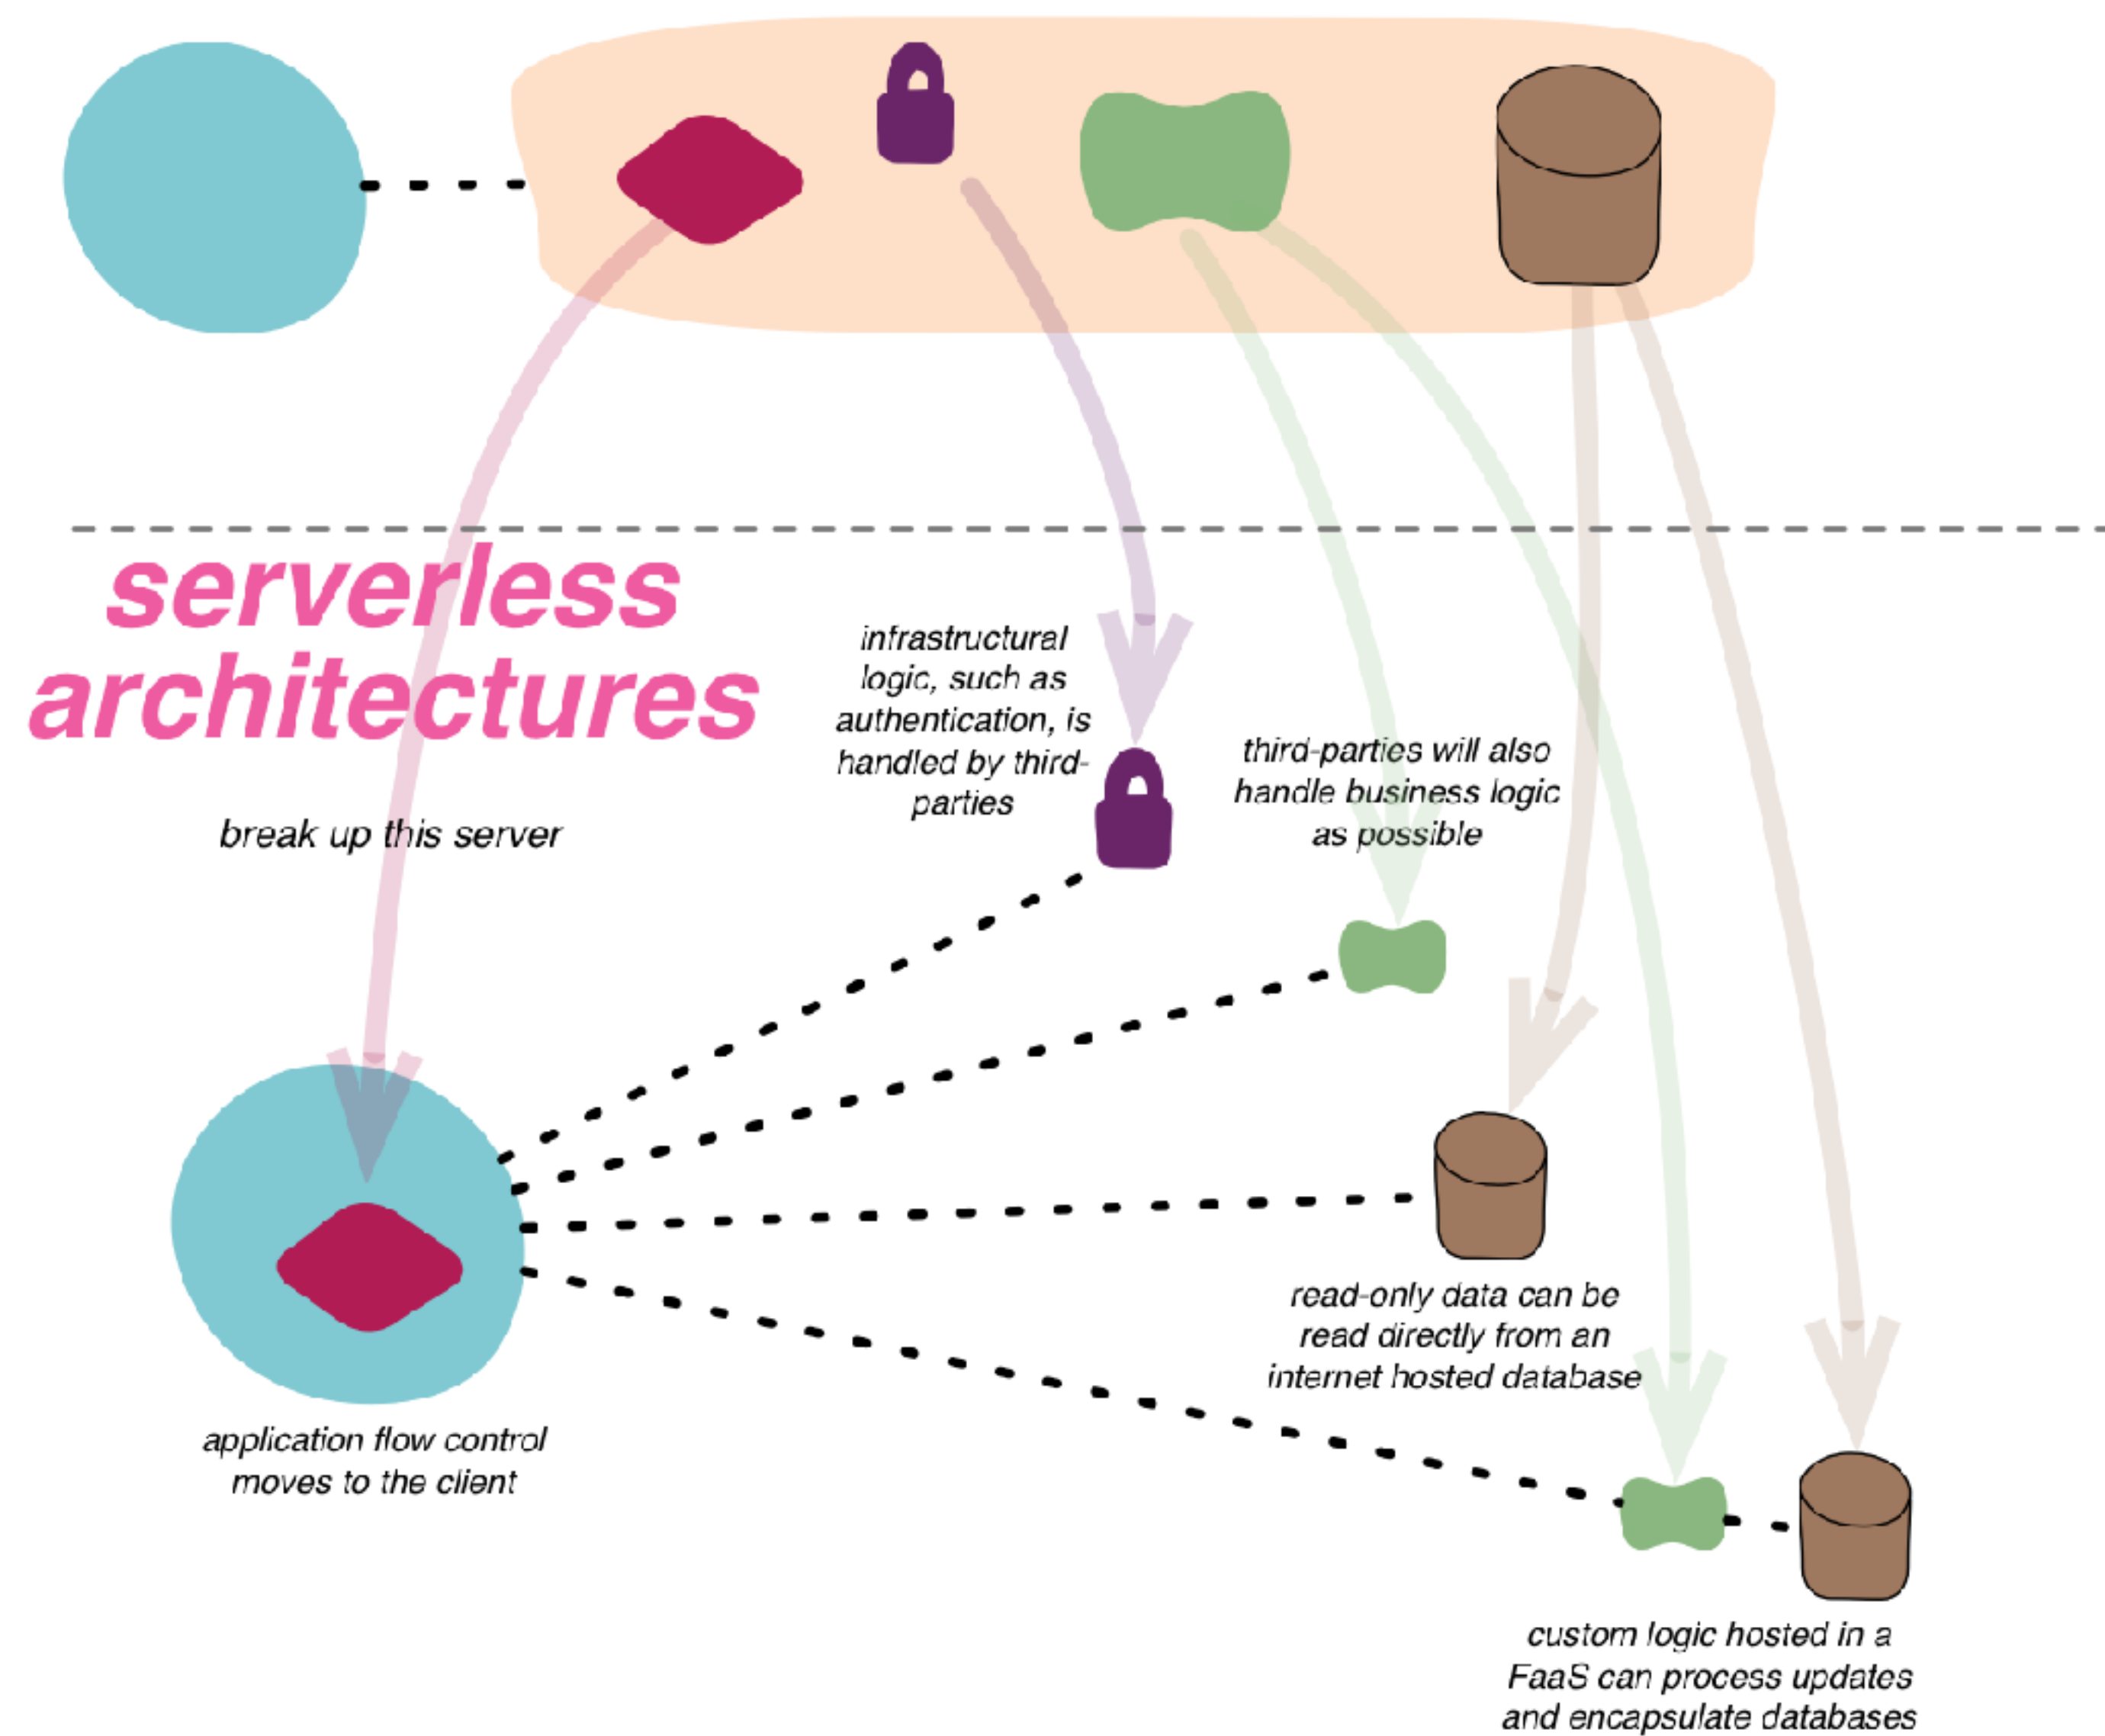 serverless
architectures
break up this server
infrastructural
logic, such as
authentication, is
handled by third-
parties
third-parties will also
handle business logic
as possible
read-only data can be
read directly from an
internet hosted database
application flow control
moves to the client
custom logic hosted in a
FaaS can process updates
and encapsulate databases